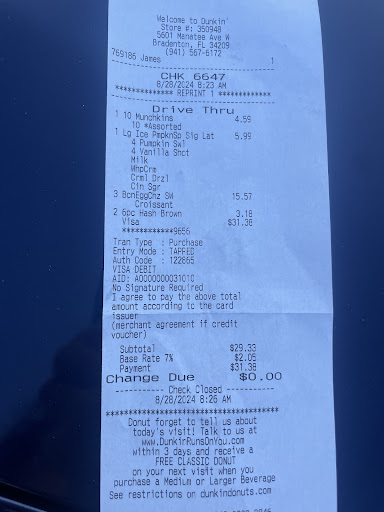 Welcome to Dunkin'
Store #: 350948
5601 Manatee Ave W
Bradenton, FL 34209
(941) 567-6172
769186 James 1
CHK 6647
8/28/2024 8:23 AM
************** REPRINT 1 *************
Drive Thru
1 10 Munchkins 4.59
10 *Assorted
1 Lg Ice PmpknSp Sig Lat 5.99
4 Pumpkin Swl
4 Vanilla Shot
Milk
WhpCrm
Crml Drzl
Cin Sgr
3 BcnEggChz SW 15.57
Croissant
2 6pc Hash Brown 3.18
Visa $31.38
************9656
Tran Type : Purchase
Entry Mode : TAPPED
Auth Code : 122865
VISA DEBIT
AID: A0000000031010
No Signature Required
I agree to pay the above total
amount according to the card
issuer
(merchant agreement if credit
voucher)
Subtotal $29.33
Base Rate 7% $2.05
Payment $31.38
Change Due $0.00
------------ Check Closed ------------
8/28/2024 8:26 AM
****************************************
Donut forget to tell us about
today's visit! Talk to us at
www.DunkinRunsOnYou.com
within 3 days and receive a
FREE CLASSIC DONUT
on your next visit when you
purchase a Medium or Larger Beverage
See restrictions on dunkindonuts.com